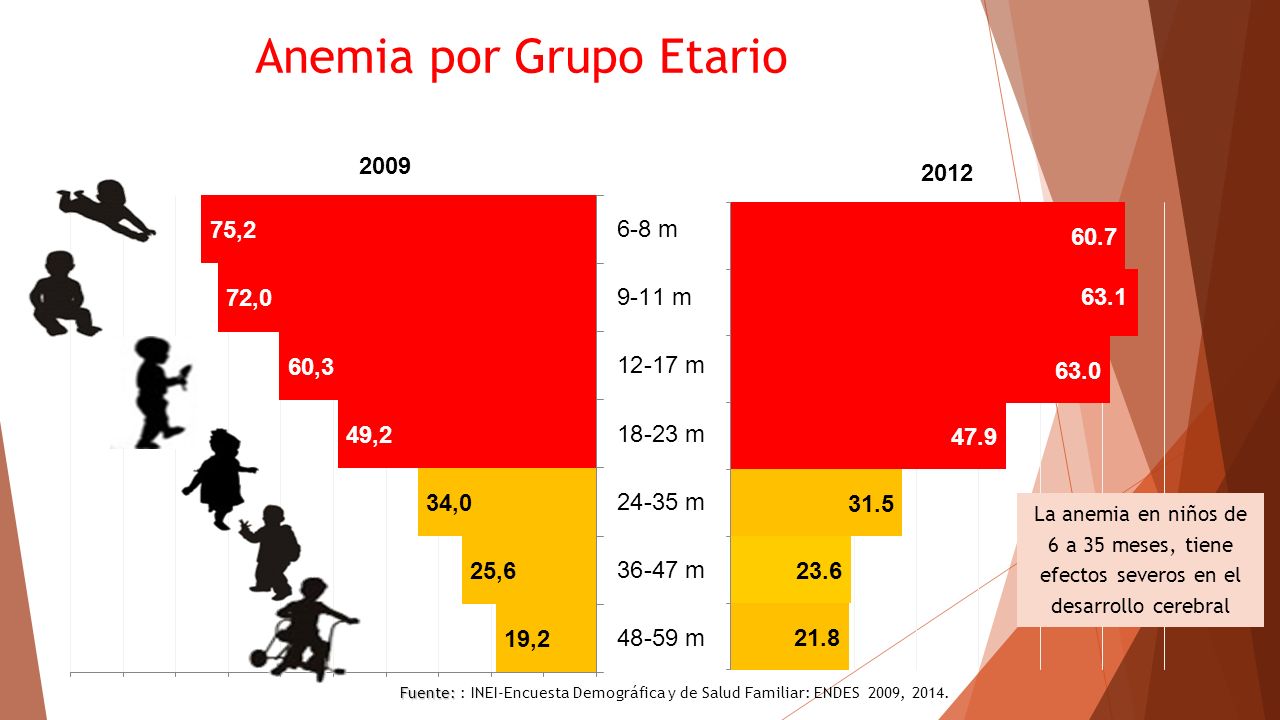 Anemia por Grupo Etario
2009
2012
75,2
6-8 m
60.7
72,0
9-11 m
63.1
60,3
12-17 m
63.0
49,2
18-23 m
47.9
34,0
24-35 m
31.5
25,6
36-47 m
23.6
19,2
48-59 m
21.8
La anemia en niños de
6 a 35 meses, tiene
efectos severos en el
desarrollo cerebral
Fuente: : INEI-Encuesta Demográfica y de Salud Familiar: ENDES 2009, 2014.